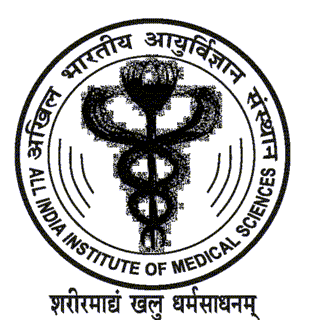 अखिल भारतीय आयुर्विज्ञान संस्थान
ALL INDIA INSTITUTE OF MEDICAL SCIENCES
शरीरमाद्यं खलु धर्मसाधनम्